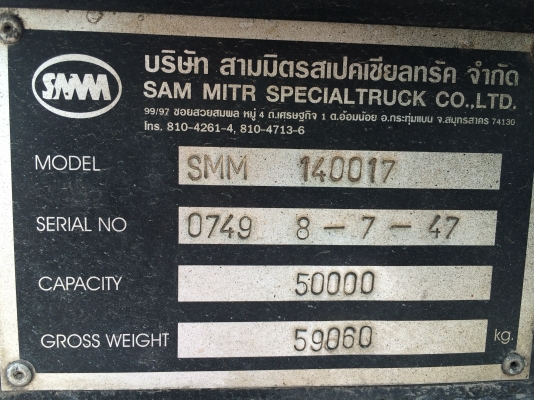 SMM
บริษัท สามมิตรสเปคเชียลทรัค จำกัด
SAM MITR SPECIALTRUCK CO.,LTD.
99/97 ซอยสวยสมพล หมู่ 4 ถ.เศรษฐกิจ 1 ต.อ้อมน้อย อ.กระทุ่มแบน จ.สมุทรสาคร 74130
โทร. 810-4261-4, 810-4713-6
MODEL SMM 140017
SERIAL NO 0749 8-7-47
CAPACITY 50000
GROSS WEIGHT 59060 kg.